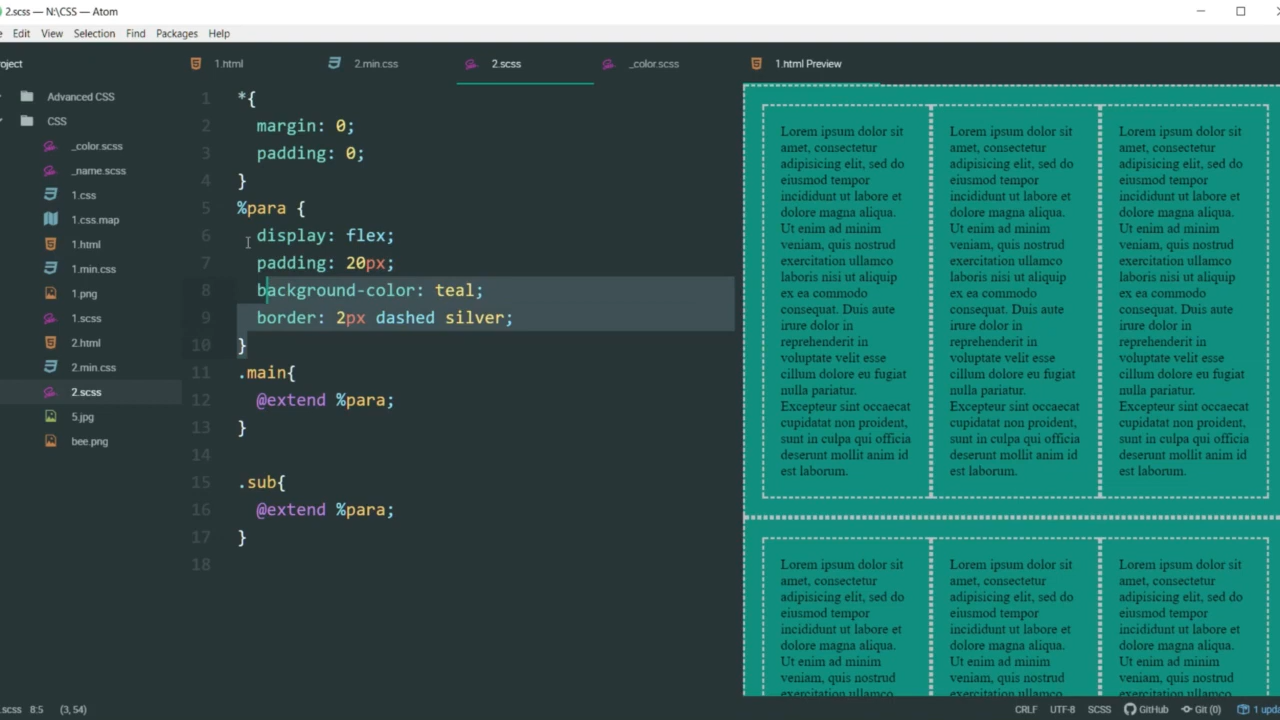 2.scss — N:\CSS — Atom
Edit View Selection Find Packages Help
1.html 2.min.css 2.scss _color.scss 1.html Preview
Advanced CSS
CSS
_color.scss
_name.scss
1.css
1.css.map
1.html
1.min.css
1.png
1.scss
2.html
2.min.css
2.scss
5.jpg
bee.png
1 *{
2 margin: 0;
3 padding: 0;
4 }
5 %para {
6 display: flex;
7 padding: 20px;
8 background-color: teal;
9 border: 2px dashed silver;
10 }
11 .main{
12 @extend %para;
13 }
14
15 .sub{
16 @extend %para;
17 }
18
Lorem ipsum dolor sit
amet, consectetur
adipisicing elit, sed do
eiusmod tempor
incididunt ut labore et
dolore magna aliqua.
Ut enim ad minim
veniam, quis nostrud
exercitation ullamco
laboris nisi ut aliquip
ex ea commodo
consequat. Duis aute
irure dolor in
reprehenderit in
voluptate velit esse
cillum dolore eu fugiat
nulla pariatur.
Excepteur sint occaecat
cupidatat non proident,
sunt in culpa qui officia
deserunt mollit anim id
est laborum.
Lorem ipsum dolor sit
amet, consectetur
adipisicing elit, sed do
eiusmod tempor
incididunt ut labore et
dolore magna aliqua.
Ut enim ad minim
veniam, quis nostrud
exercitation ullamco
laboris nisi ut aliquip
ex ea commodo
consequat. Duis aute
irure dolor in
reprehenderit in
voluptate velit esse
cillum dolore eu fugiat
nulla pariatur.
Excepteur sint occaecat
cupidatat non proident,
sunt in culpa qui officia
deserunt mollit anim id
est laborum.
Lorem ipsum dolor sit
amet, consectetur
adipisicing elit, sed do
eiusmod tempor
incididunt ut labore et
dolore magna aliqua.
Ut enim ad minim
veniam, quis nostrud
exercitation ullamco
laboris nisi ut aliquip
ex ea commodo
consequat. Duis aute
irure dolor in
reprehenderit in
voluptate velit esse
cillum dolore eu fugiat
nulla pariatur.
Excepteur sint occaecat
cupidatat non proident,
sunt in culpa qui officia
deserunt mollit anim id
est laborum.
Lorem ipsum dolor sit
amet, consectetur
adipisicing elit, sed do
eiusmod tempor
incididunt ut labore et
dolore magna aliqua.
Ut enim ad minim
veniam, quis nostrud
exercitation ullamco
Lorem ipsum dolor sit
amet, consectetur
adipisicing elit, sed do
eiusmod tempor
incididunt ut labore et
dolore magna aliqua.
Ut enim ad minim
veniam, quis nostrud
exercitation ullamco
Lorem ipsum dolor sit
amet, consectetur
adipisicing elit, sed do
eiusmod tempor
incididunt ut labore et
dolore magna aliqua.
Ut enim ad minim
veniam, quis nostrud
exercitation ullamco
.scss 8:5 (3, 54) CRLF UTF-8 SCSS GitHub Git (0) 1